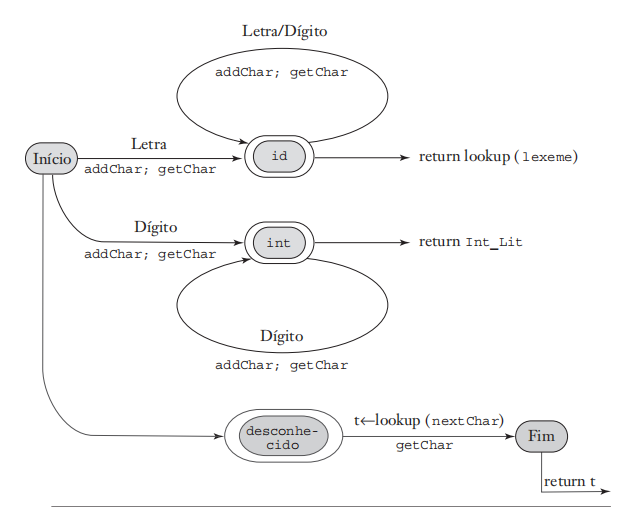 Letra/Dígito
addChar; getChar
Início
Letra
addChar; getChar
id
return lookup (lexeme)
Dígito
addChar; getChar
int
return Int_Lit
Dígito
addChar; getChar
desconhe-
cido
t←lookup (nextChar)
getChar
Fim
return t